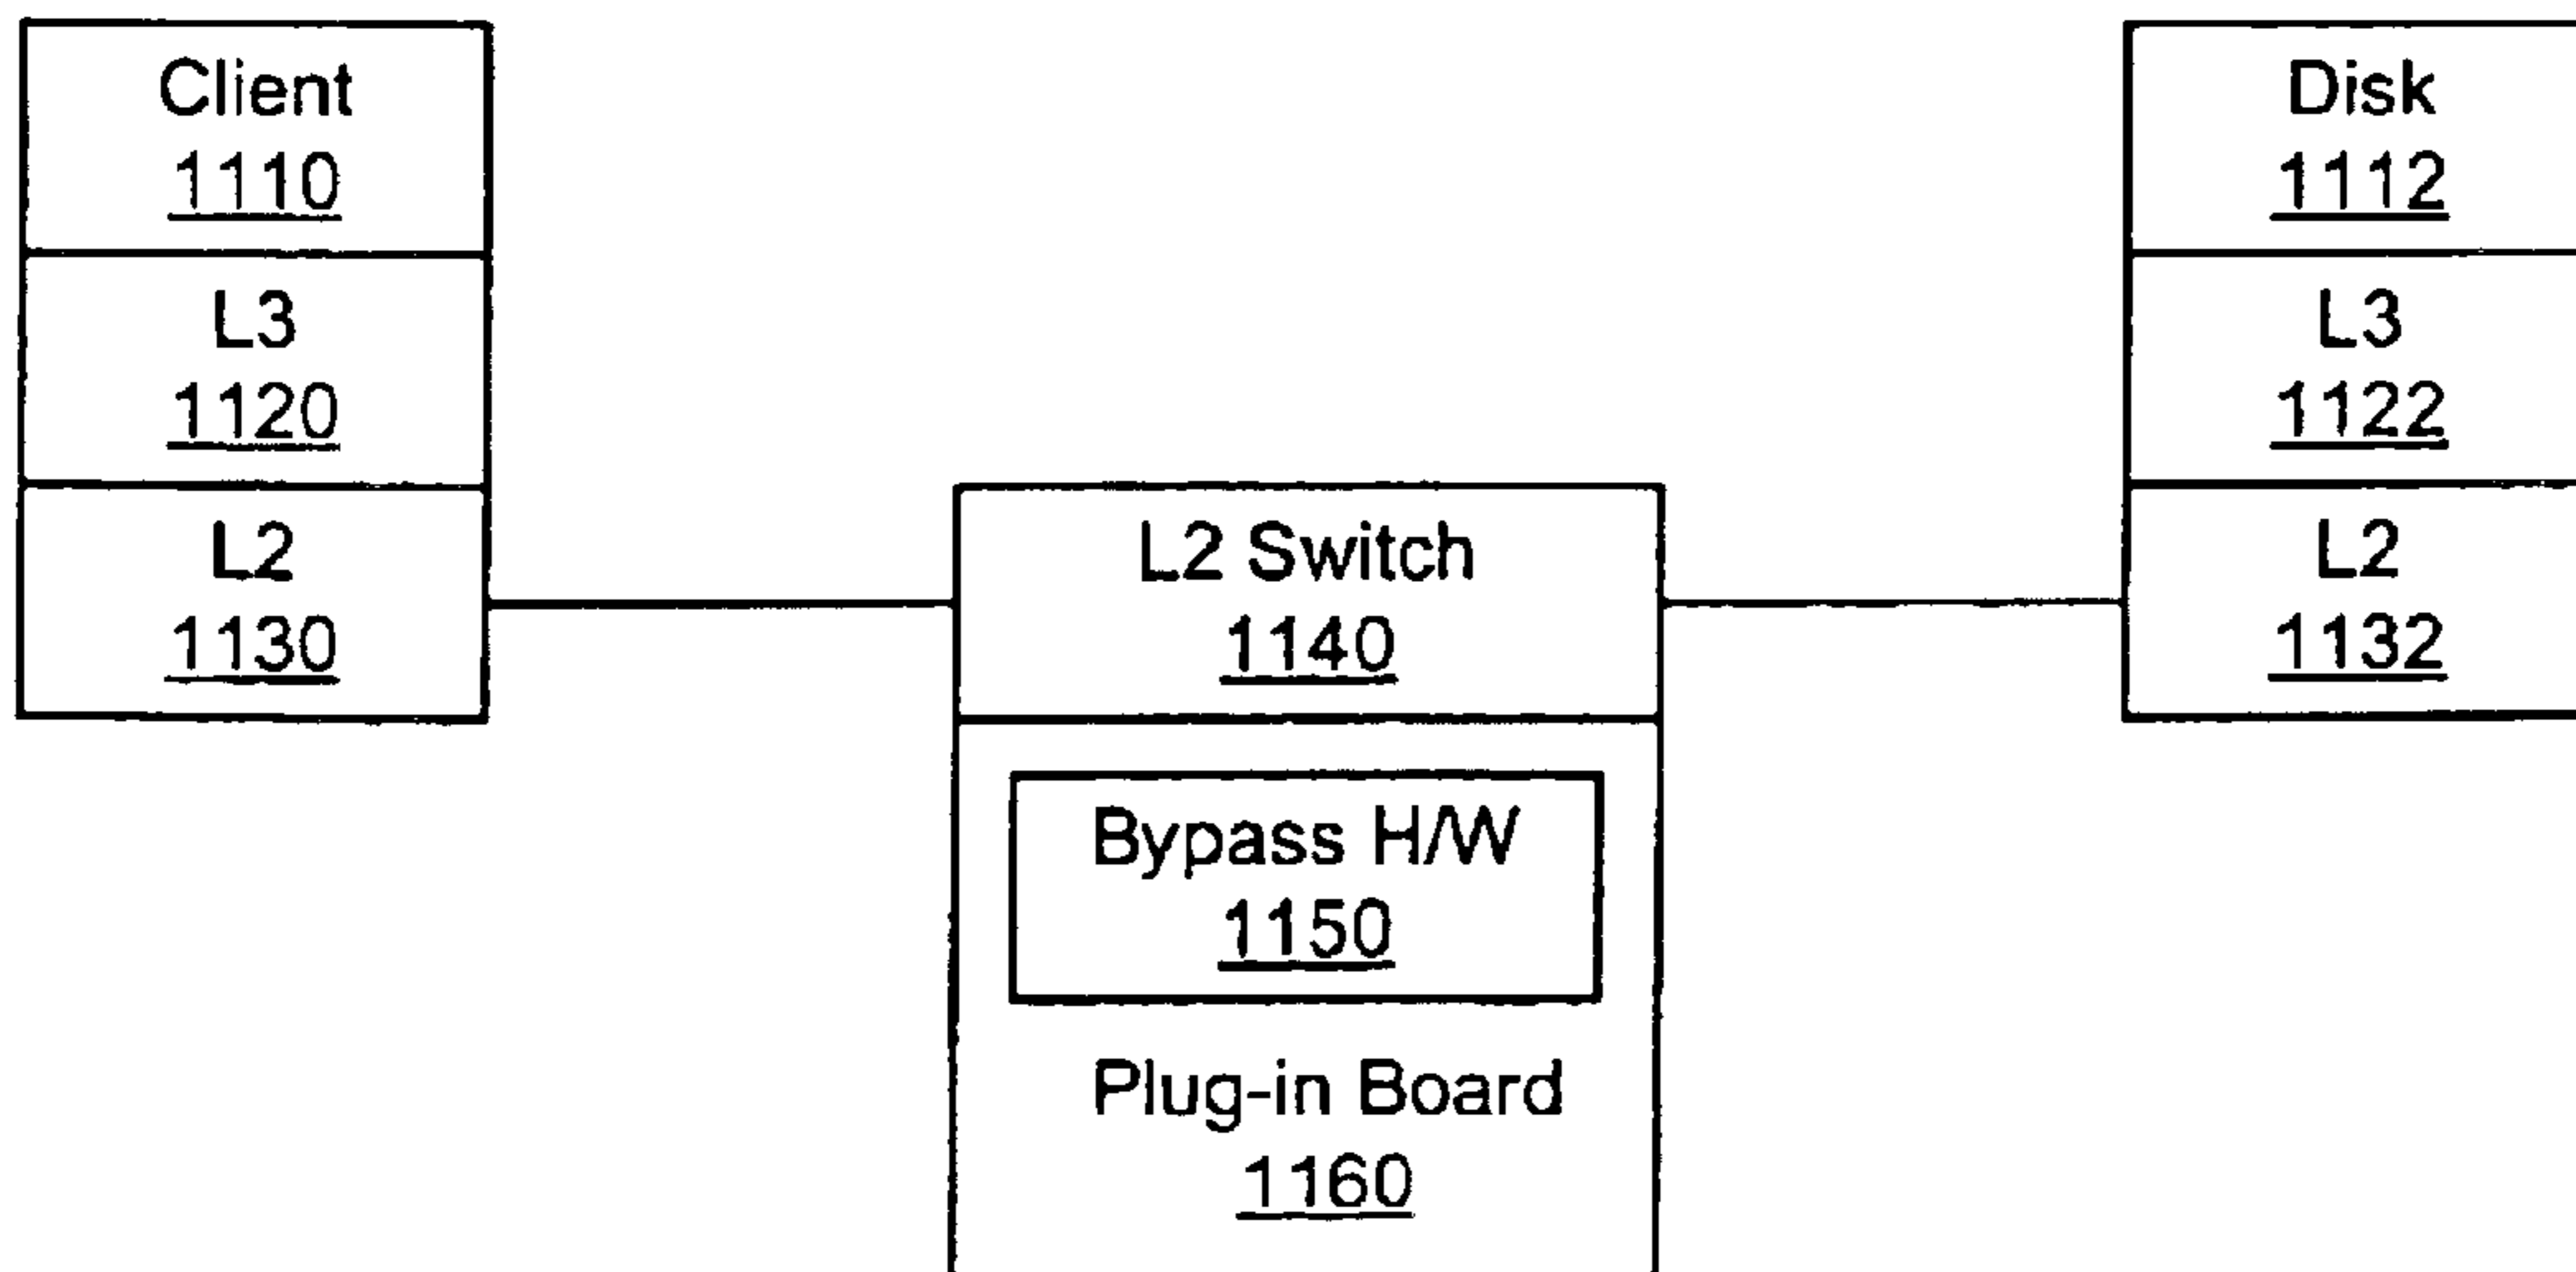 Client
1110
L3
1120
L2
1130
L2 Switch
1140
Bypass H/W
1150
Plug-in Board
1160
Disk
1112
L3
1122
L2
1132